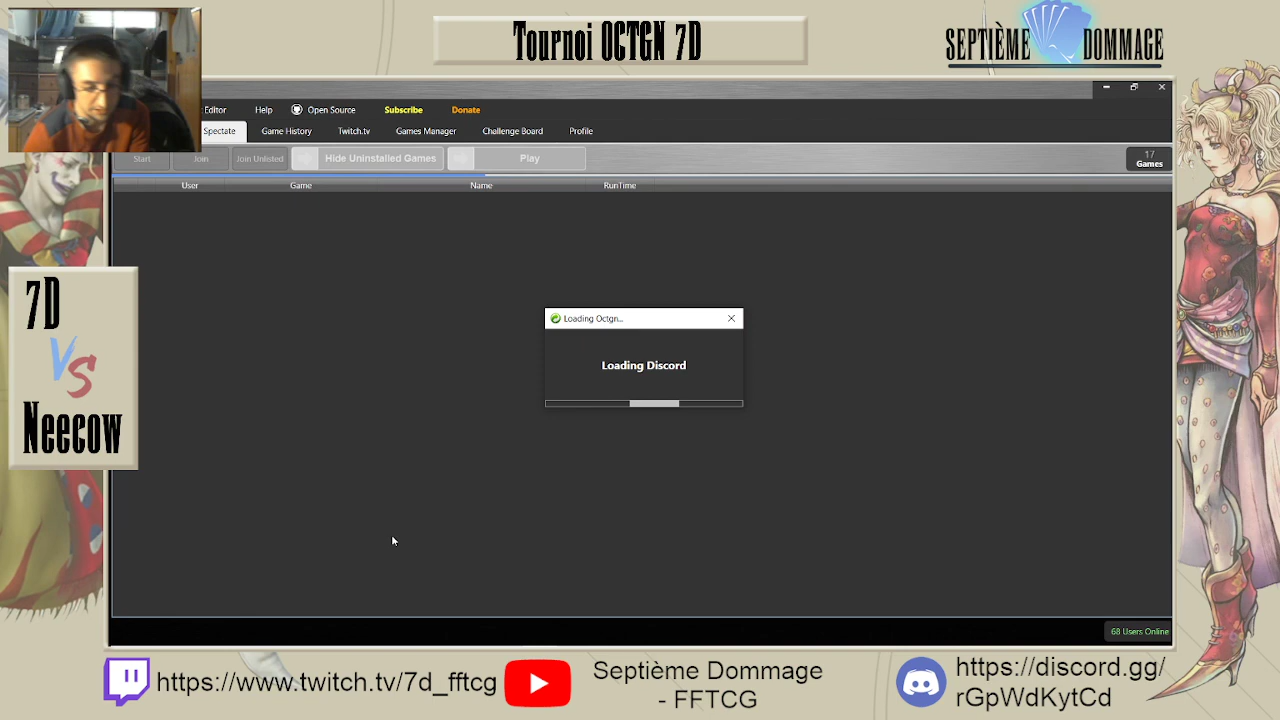 Tournoi OCTGN 7D
SEPTIÈME DOMMAGE
Editor Help Open Source Subscribe Donate
Spectate Game History Twitch.tv Games Manager Challenge Board Profile
Start Join Join Unlisted Hide Uninstalled Games Play
17
Games
User Game Name RunTime
7D
VS
Neecow
Loading Octgn...
Loading Discord
68 Users Online
https://www.twitch.tv/7d_fftcg
Septième Dommage
- FFTCG
https://discord.gg/
rGpWdKytCd